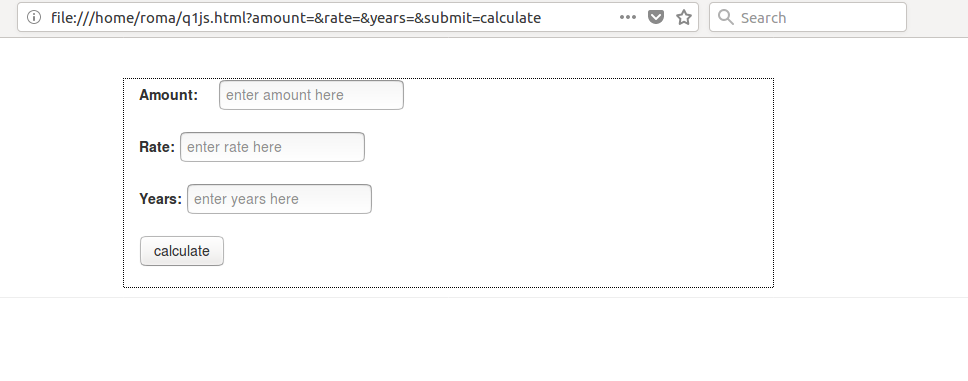 file:///home/roma/q1js.html?amount=&rate=&years=&submit=calculate
Search
Amount: enter amount here
Rate: enter rate here
Years: enter years here
calculate